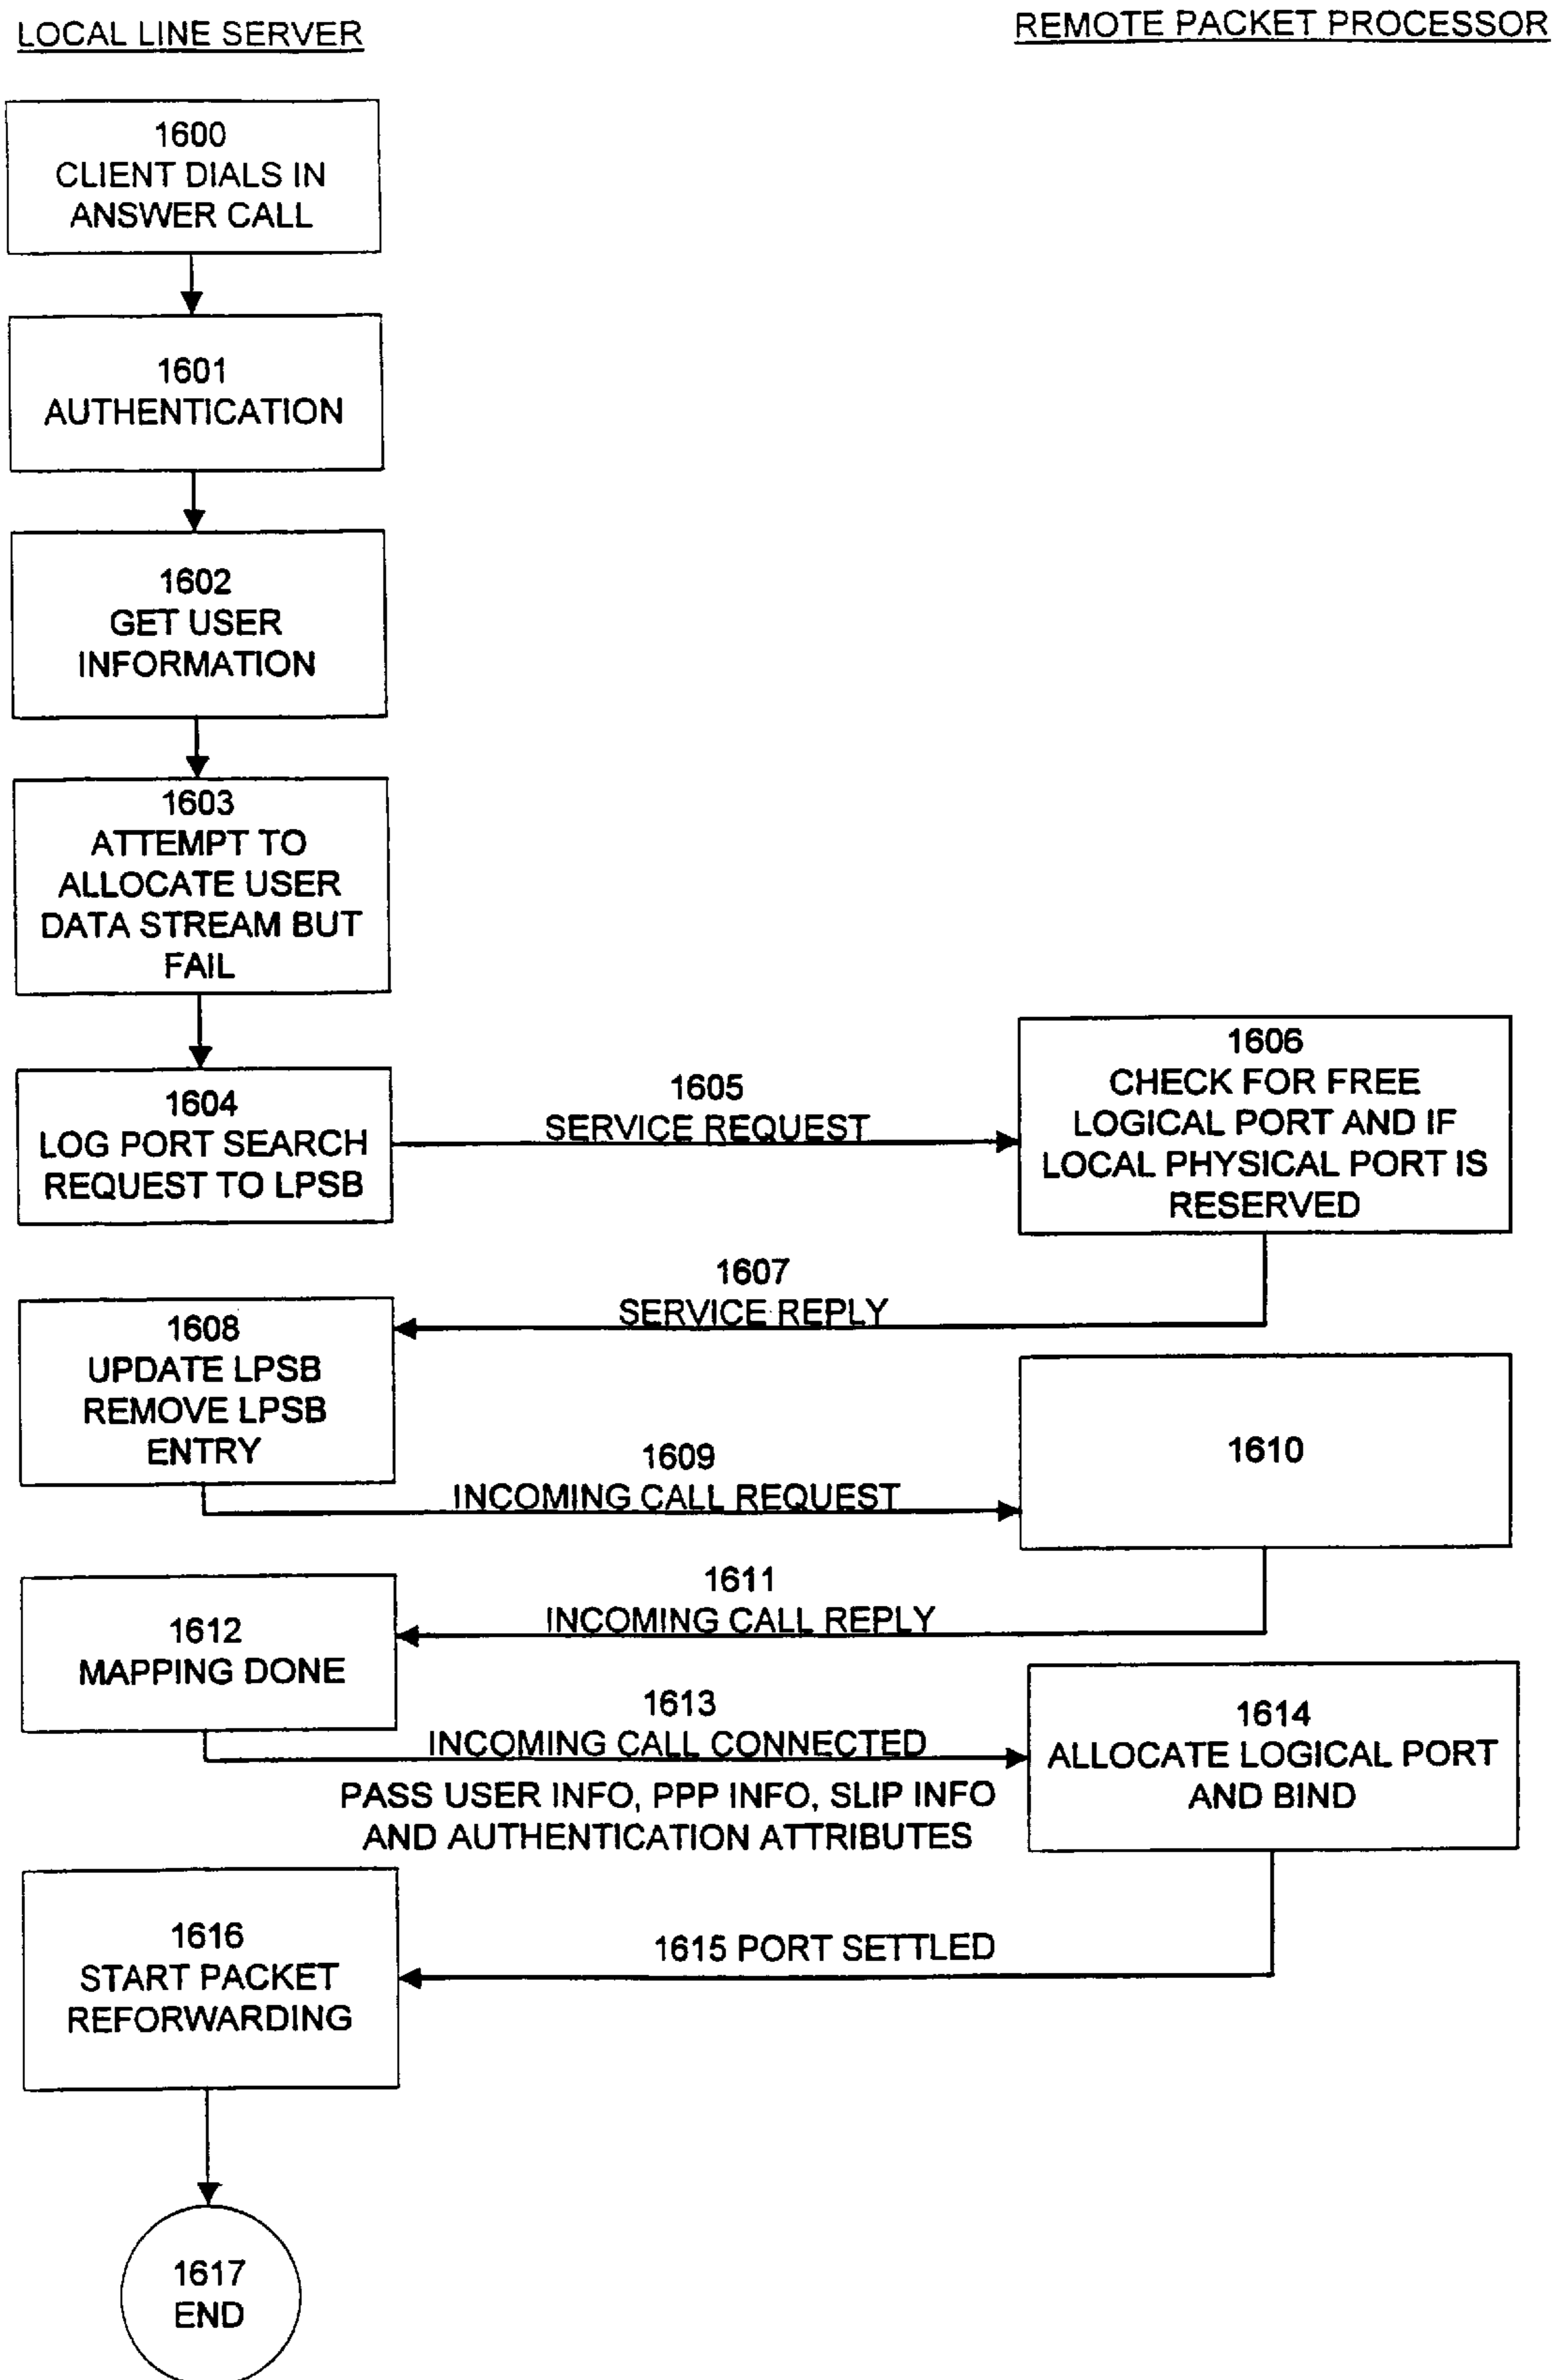 LOCAL LINE SERVER
REMOTE PACKET PROCESSOR
1600
CLIENT DIALS IN
ANSWER CALL
1601
AUTHENTICATION
1602
GET USER
INFORMATION
1603
ATTEMPT TO
ALLOCATE USER
DATA STREAM BUT
FAIL
1604
LOG PORT SEARCH
REQUEST TO LPSB
1605
SERVICE REQUEST
1606
CHECK FOR FREE
LOGICAL PORT AND IF
LOCAL PHYSICAL PORT IS
RESERVED
1607
SERVICE REPLY
1608
UPDATE LPSB
REMOVE LPSB
ENTRY
1609
INCOMING CALL REQUEST
1610
1611
INCOMING CALL REPLY
1612
MAPPING DONE
1613
INCOMING CALL CONNECTED
PASS USER INFO, PPP INFO, SLIP INFO
AND AUTHENTICATION ATTRIBUTES
1614
ALLOCATE LOGICAL PORT
AND BIND
1615 PORT SETTLED
1616
START PACKET
REFORWARDING
1617
END